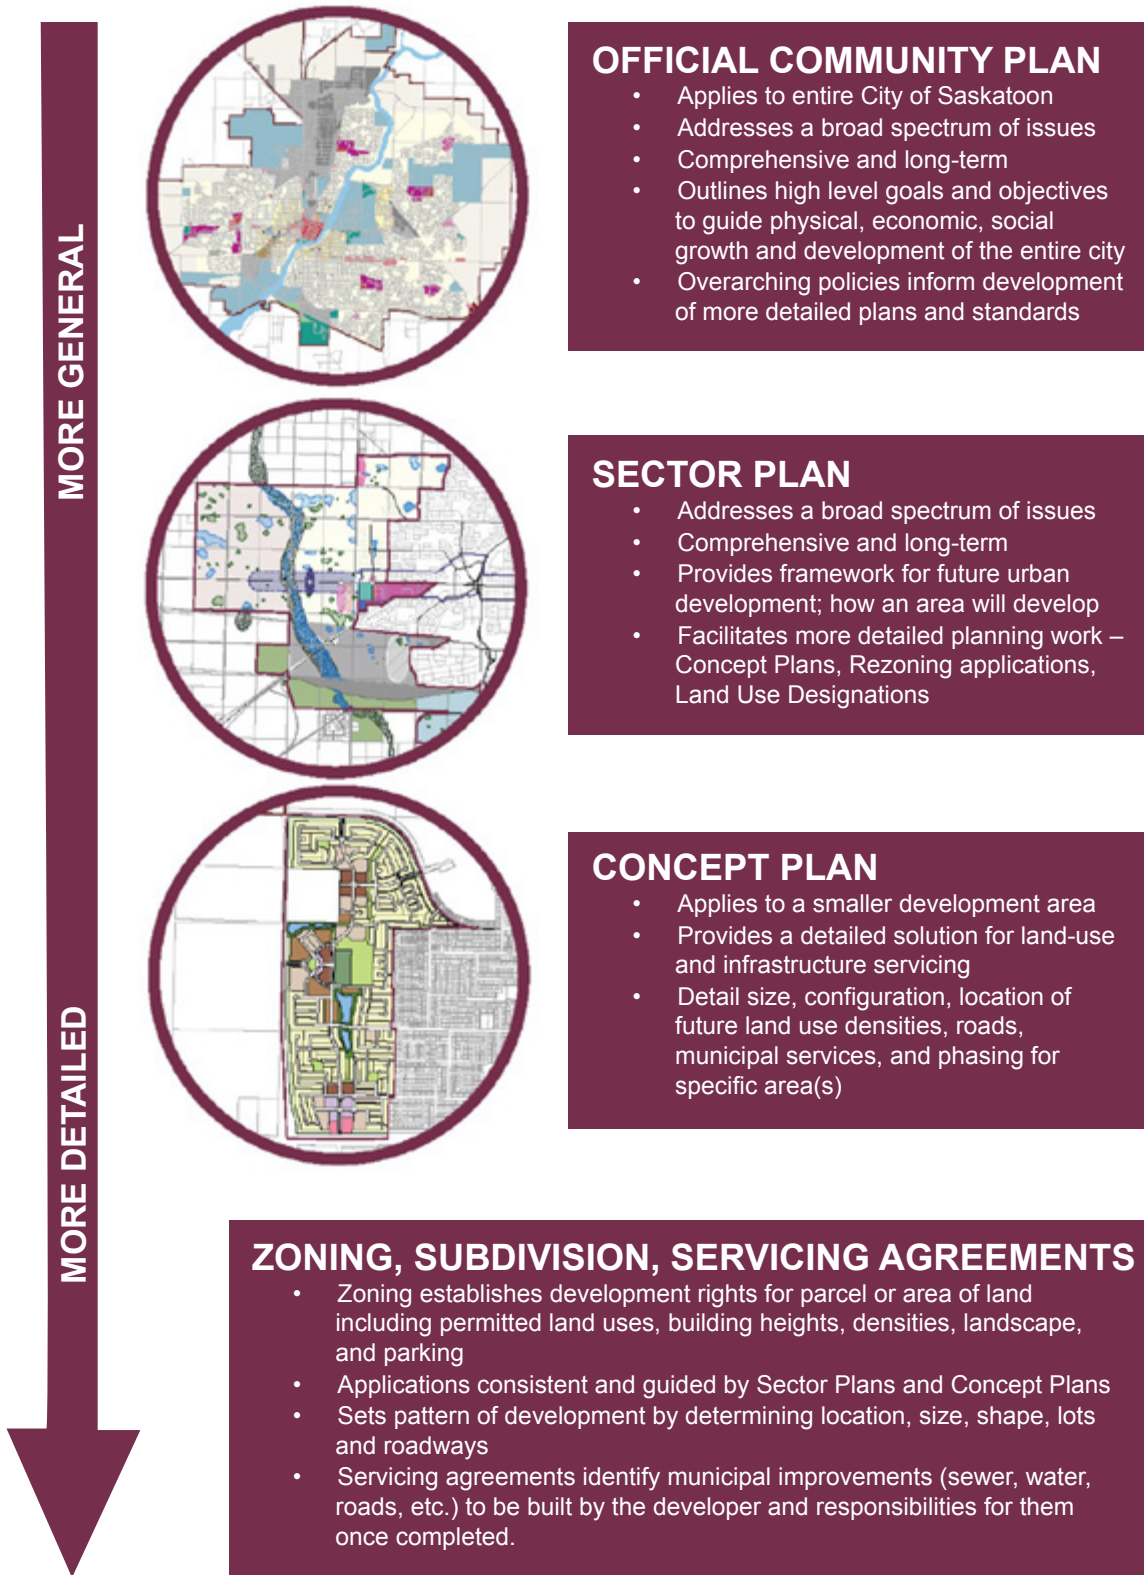 MORE GENERAL
MORE DETAILED
OFFICIAL COMMUNITY PLAN
• Applies to entire City of Saskatoon
• Addresses a broad spectrum of issues
• Comprehensive and long-term
• Outlines high level goals and objectives
to guide physical, economic, social
growth and development of the entire city
• Overarching policies inform development
of more detailed plans and standards
SECTOR PLAN
• Addresses a broad spectrum of issues
• Comprehensive and long-term
• Provides framework for future urban
development; how an area will develop
• Facilitates more detailed planning work –
Concept Plans, Rezoning applications,
Land Use Designations
CONCEPT PLAN
• Applies to a smaller development area
• Provides a detailed solution for land-use
and infrastructure servicing
• Detail size, configuration, location of
future land use densities, roads,
municipal services, and phasing for
specific area(s)
ZONING, SUBDIVISION, SERVICING AGREEMENTS
• Zoning establishes development rights for parcel or area of land
including permitted land uses, building heights, densities, landscape,
and parking
• Applications consistent and guided by Sector Plans and Concept Plans
• Sets pattern of development by determining location, size, shape, lots
and roadways
• Servicing agreements identify municipal improvements (sewer, water,
roads, etc.) to be built by the developer and responsibilities for them
once completed.